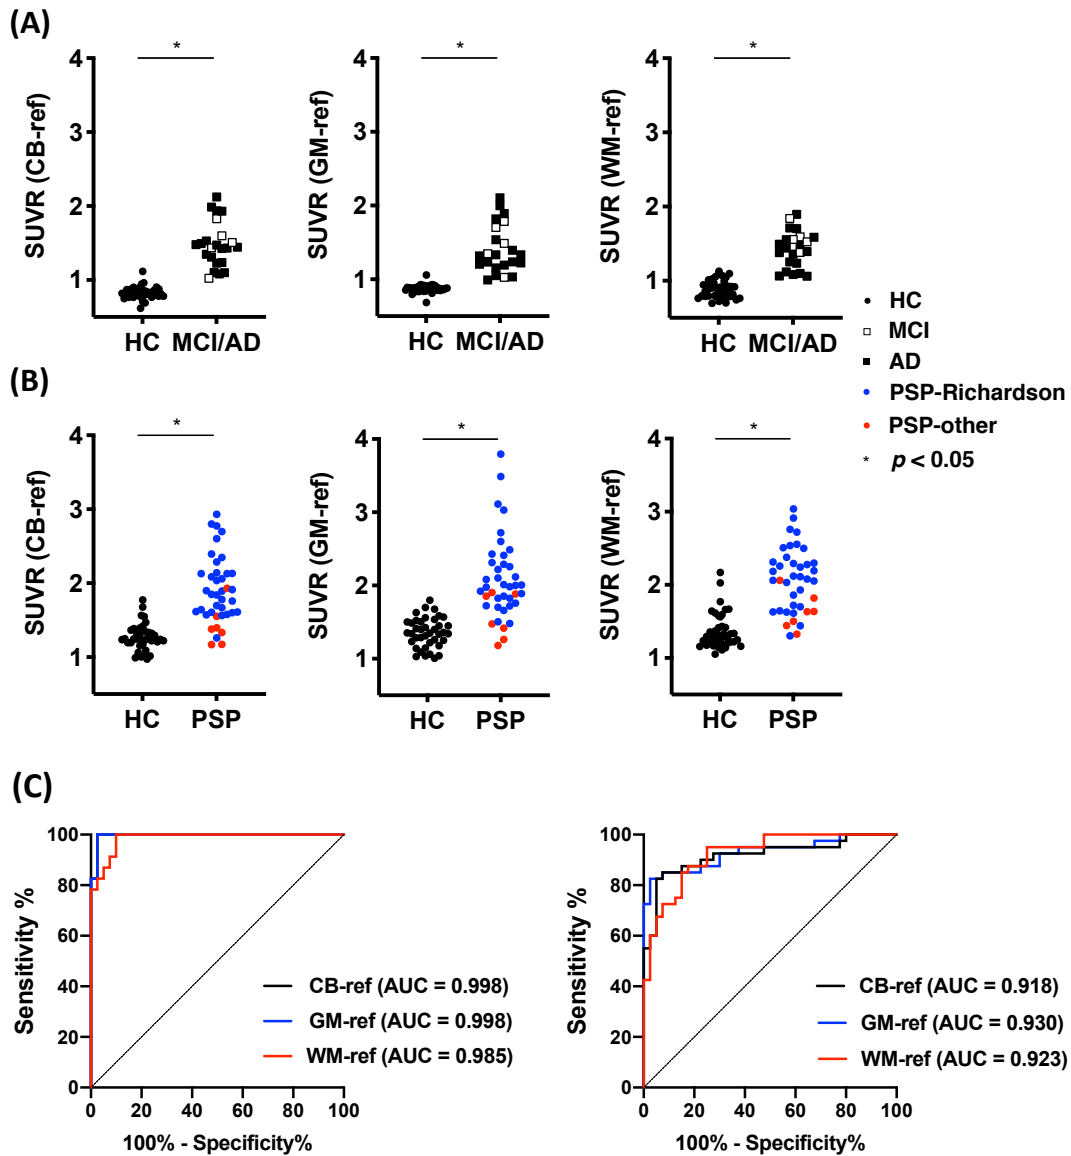 (A)
*
*
*
SUVR (CB-ref)
4
3
2
1
HC MCI/AD
SUVR (GM-ref)
4
3
2
1
HC MCI/AD
SUVR (WM-ref)
4
3
2
1
HC MCI/AD
HC
MCI
AD
PSP-Richardson
PSP-other
* p < 0.05
(B)
*
*
*
SUVR (CB-ref)
4
3
2
1
HC PSP
SUVR (GM-ref)
4
3
2
1
HC PSP
SUVR (WM-ref)
4
3
2
1
HC PSP
(C)
Sensitivity %
100
80
60
40
20
0
CB-ref (AUC = 0.998)
GM-ref (AUC = 0.998)
WM-ref (AUC = 0.985)
0 20 40 60 80 100
100% - Specificity%
Sensitivity %
100
80
60
40
20
0
CB-ref (AUC = 0.918)
GM-ref (AUC = 0.930)
WM-ref (AUC = 0.923)
0 20 40 60 80 100
100% - Specificity%